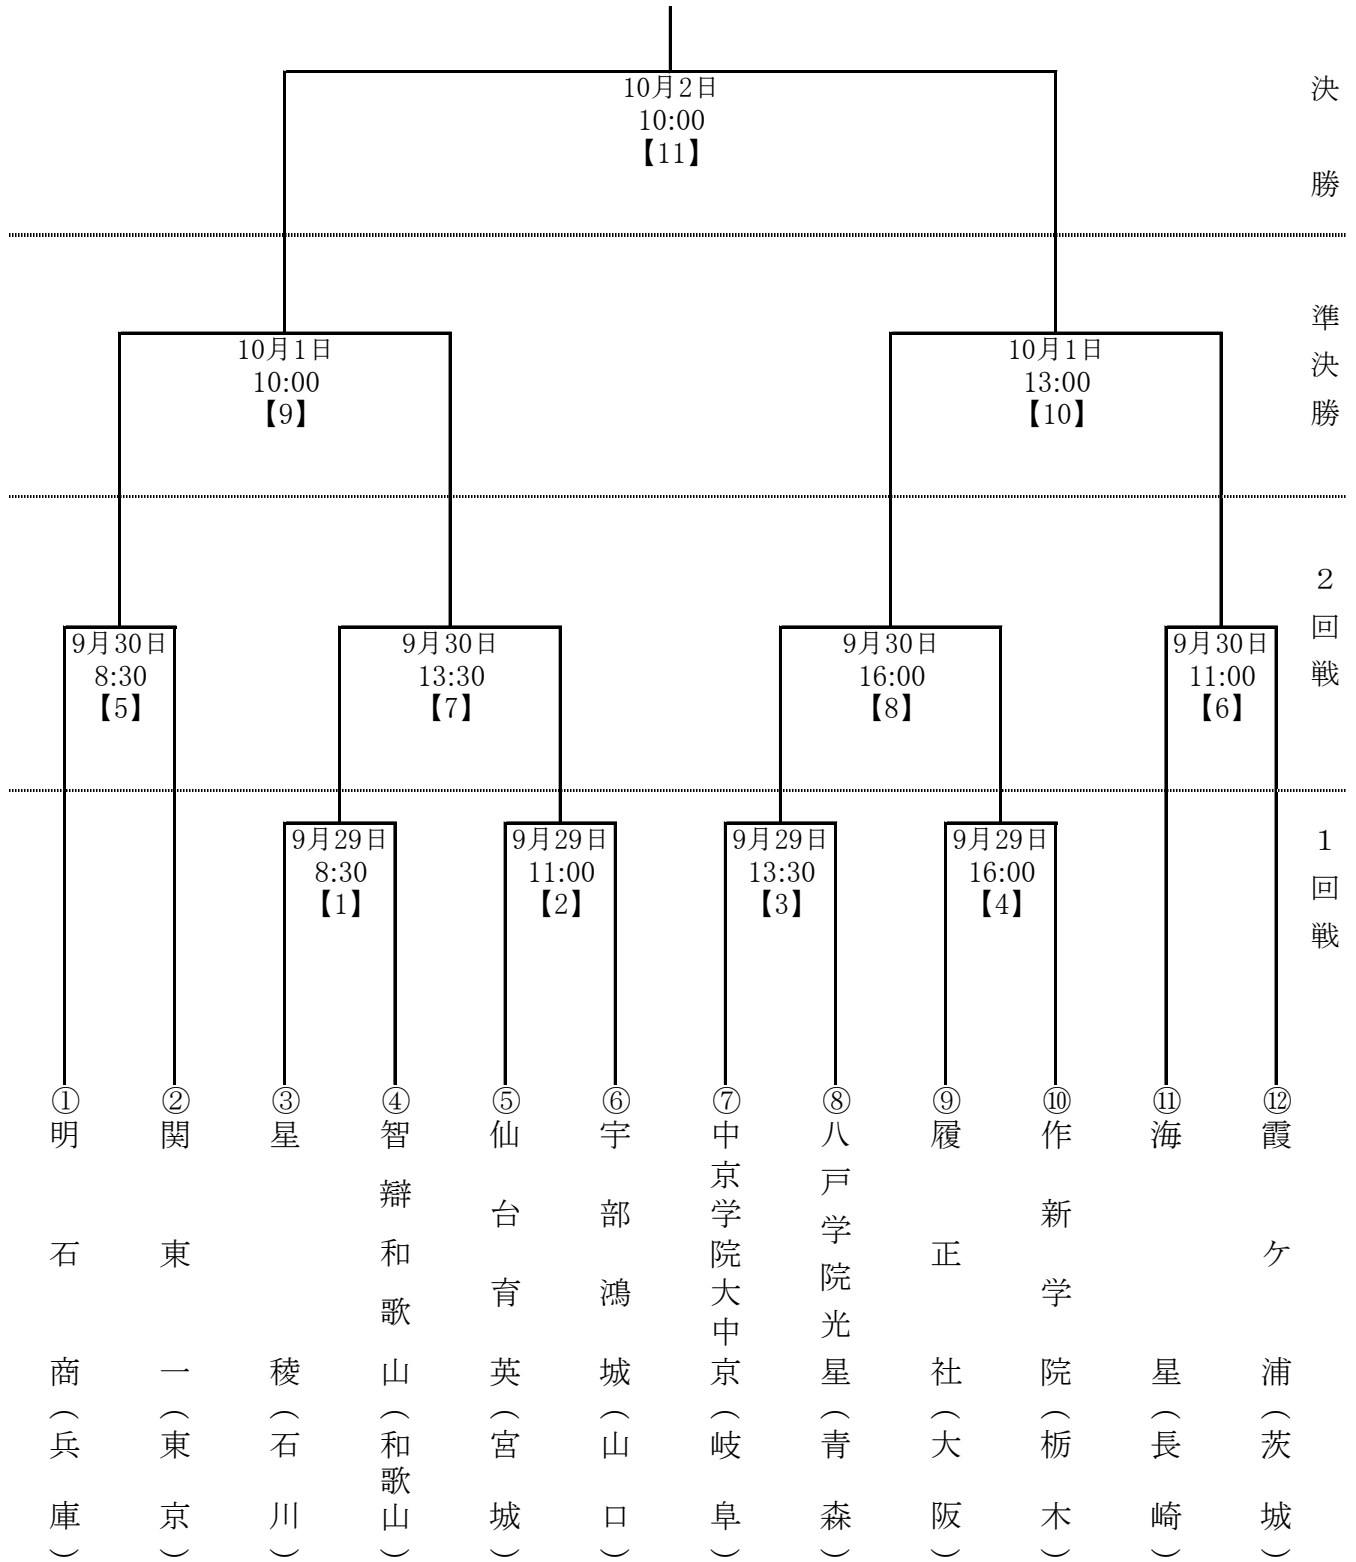 10月2日
10:00
【11】
決勝
10月1日
10:00
【9】
10月1日
13:00
【10】
準決勝
9月30日
8:30
【5】
9月30日
13:30
【7】
9月30日
16:00
【8】
9月30日
11:00
【6】
2回戦
9月29日
8:30
【1】
9月29日
11:00
【2】
9月29日
13:30
【3】
9月29日
16:00
【4】
1回戦
①明石商(兵庫)
②関東一(東京)
③星稜(石川)
④智辯和歌山(和歌山)
⑤仙台育英(宮城)
⑥宇部鴻城(山口)
⑦中京学院大中京(岐阜)
⑧八戸学院光星(青森)
⑨履正社(大阪)
⑩作新学院(栃木)
⑪海星(長崎)
⑫霞ケ浦(茨城)